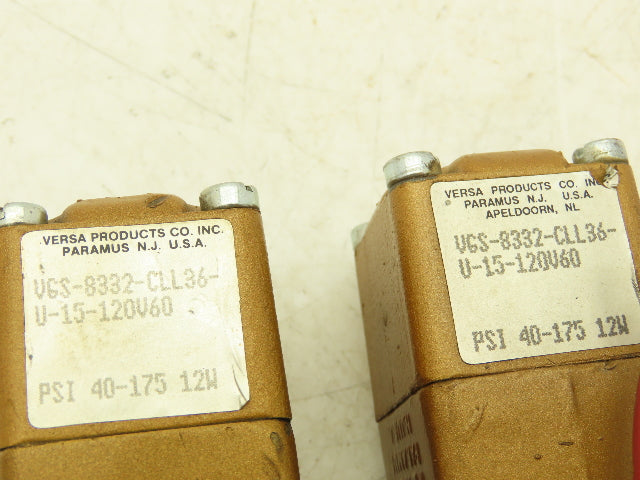 VERSA PRODUCTS CO. INC.
PARAMUS N.J. U.S.A.
VGS-8332-CLL36-
U-15-120V60
PSI 40-175 12W
VERSA PRODUCTS CO. INC
PARAMUS N.J. U.S.A.
APELDOORN, NL
VGS-8332-CLL36-
U-15-120V60
PSI 40-175 12W